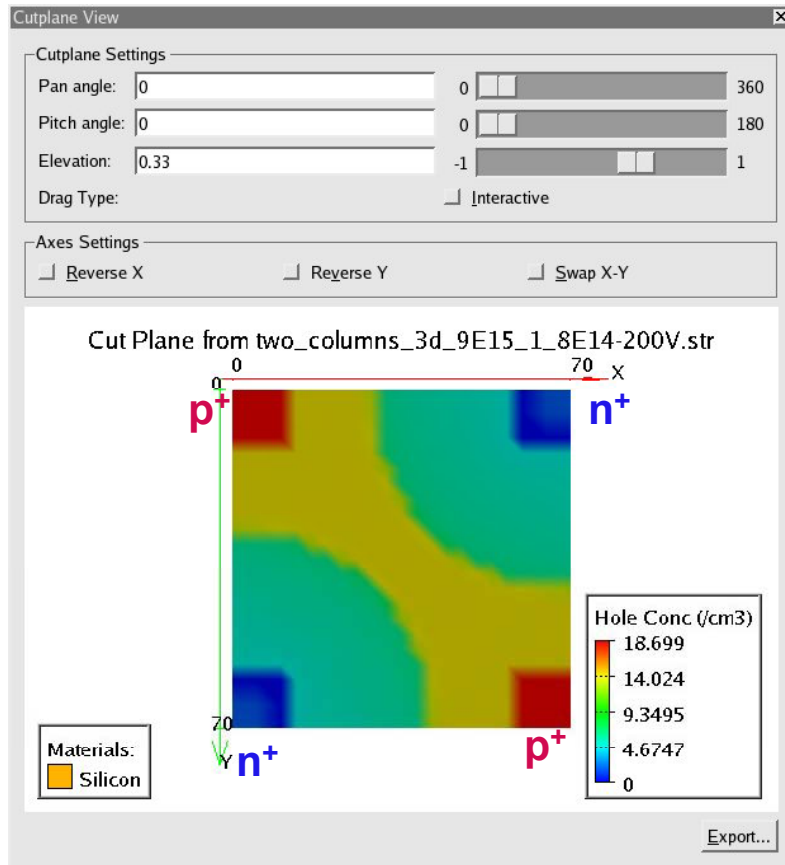 Cutplane View
Cutplane Settings
Pan angle: 0 0 360
Pitch angle: 0 0 180
Elevation: 0.33 -1 1
Drag Type: Interactive
Axes Settings
Reverse X Reverse Y Swap X-Y
Cut Plane from two_columns_3d_9E15_1_8E14-200V.str
0 70 X
0
p+ n+
Hole Conc (/cm3)
18.699
14.024
9.3495
4.6747
0
70
Y n+ p+
Materials:
Silicon
Export...